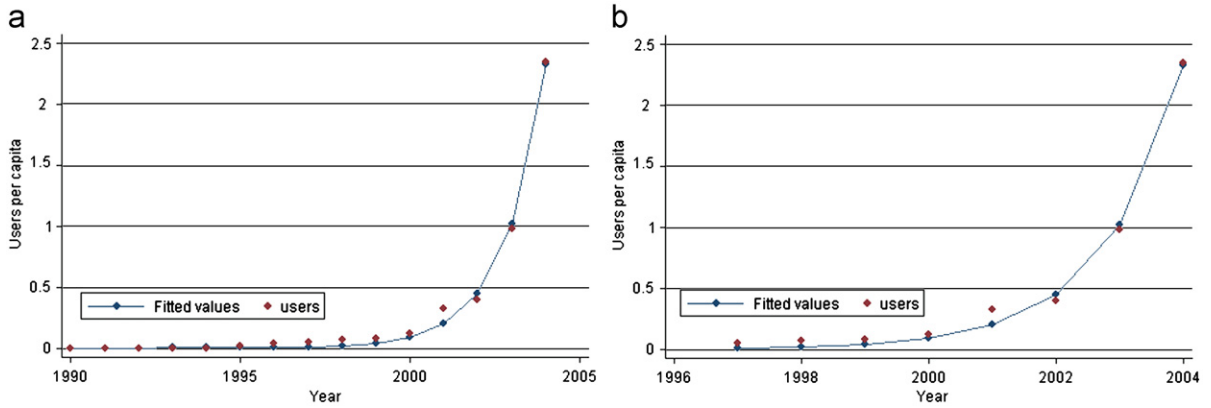 a
2.5
2
1.5
1
0.5
0
Users per capita
Fitted values users
1990 1995 2000 2005
Year
b
2.5
2
1.5
1
0.5
0
Users per capita
Fitted values users
1996 1998 2000 2002 2004
Year